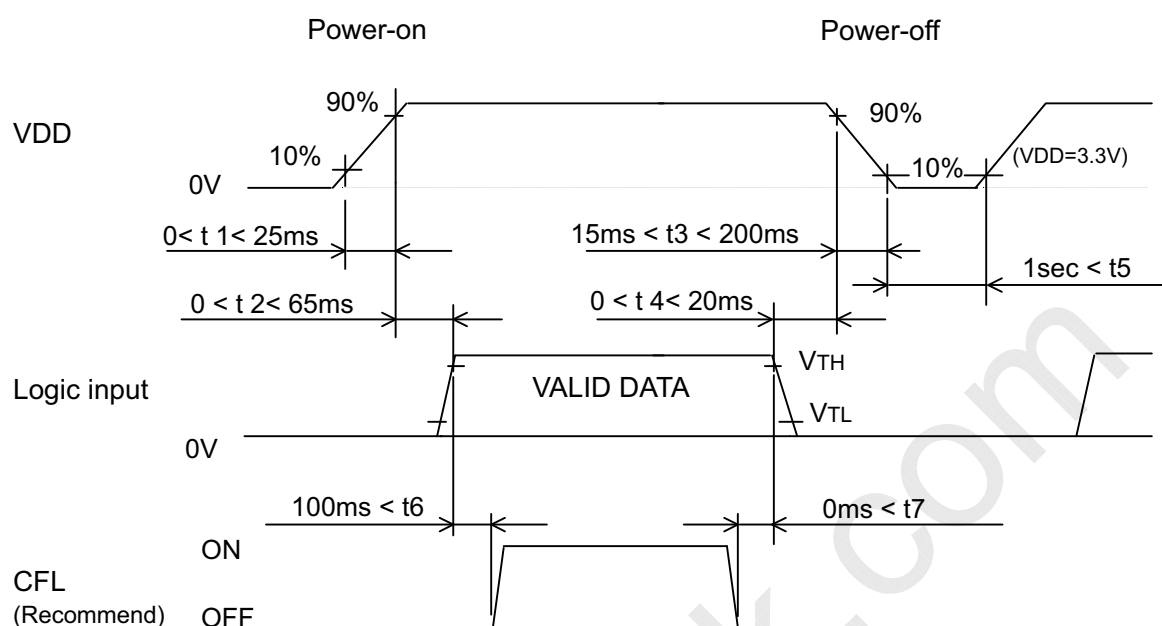 Power-on Power-off
90% 90%
VDD
10% 10% (VDD=3.3V)
0V
0< t 1< 25ms 15ms < t3 < 200ms
1sec < t5
0 < t 2< 65ms 0 < t 4< 20ms
VTH
Logic input VALID DATA
VTL
0V
100ms < t6 0ms < t7
ON
CFL
(Recommend) OFF
k.com